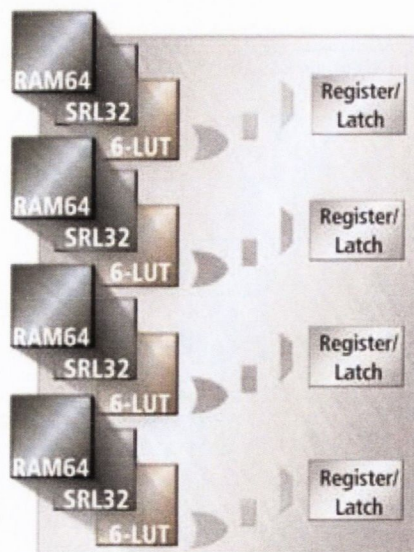 RAM64
SRL32
6-LUT
Register/
Latch
RAM64
SRL32
6-LUT
Register/
Latch
RAM64
SRL32
6-LUT
Register/
Latch
RAM64
SRL32
6-LUT
Register/
Latch